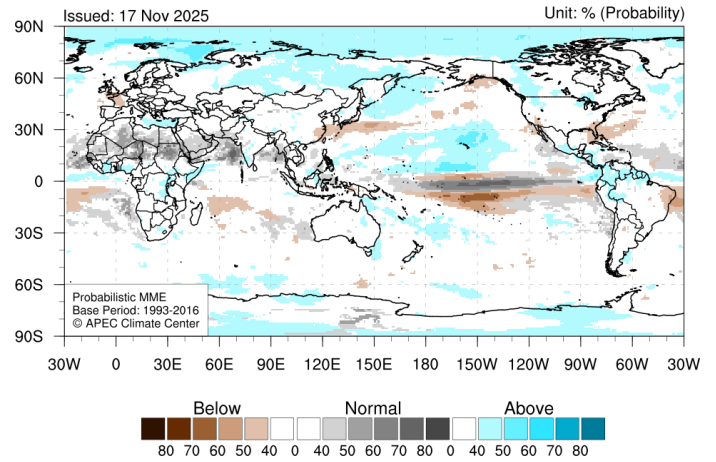 Issued: 17 Nov 2025
Unit: % (Probability)
90N
60N
30N
0
30S
60S
90S
Probabilistic MME
Base Period: 1993-2016
© APEC Climate Center
30W 0 30E 60E 90E 120E 150E 180 150W 120W 90W 60W 30W
Below Normal Above
80 70 60 50 40 0 40 50 60 70 80 0 40 50 60 70 80